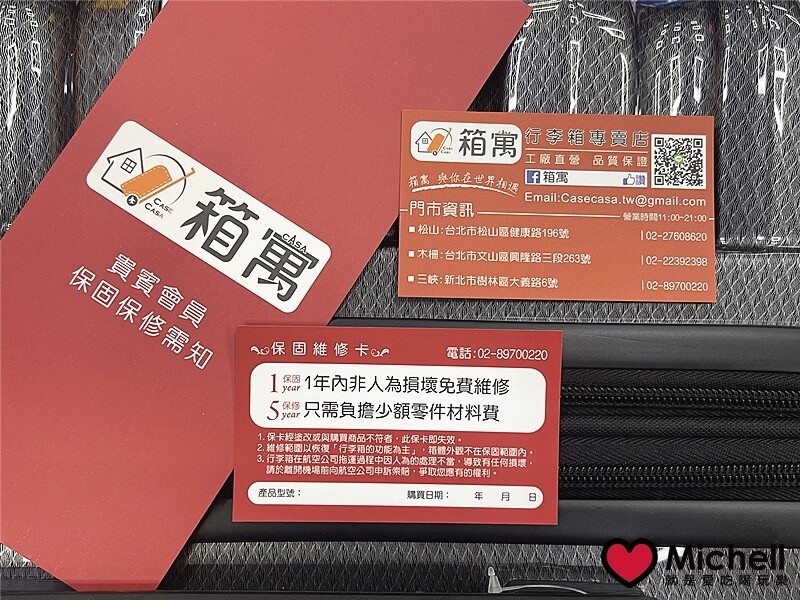 CASE
CASA
箱寓
CASA
貴賓會員
保固保修需知
CASE
CASA
箱寓
行李箱專賣店
工廠直營 品質保證
箱寓 讚
箱寓 與你在世界相遇
Email:Casecasa.tw@gmail.com
門市資訊
營業時間11:00~21:00
■松山:台北市松山區健康路196號 |02-27608620
■木柵:台北市文山區興隆路三段263號 |02-22392398
■三峽:新北市樹林區大義路6號 |02-89700220
保固維修卡
電話:02-89700220
1 year 保固 1年內非人為損壞免費維修
5 year 保修 只需負擔少額零件材料費
1. 保卡經塗改或與購買商品不符者,此保卡即失效。
2. 維修範圍以恢復「行李箱的功能為主」,箱體外觀不在保固範圍內。
3. 行李箱在航空公司拖運過程中因人為的處理不當,導致有任何損壞,
請於離開機場前向航空公司申訴索賠,爭取您應有的權利。
產品型號: 購買日期: 年 月 日
Michell
就是愛吃喝玩樂